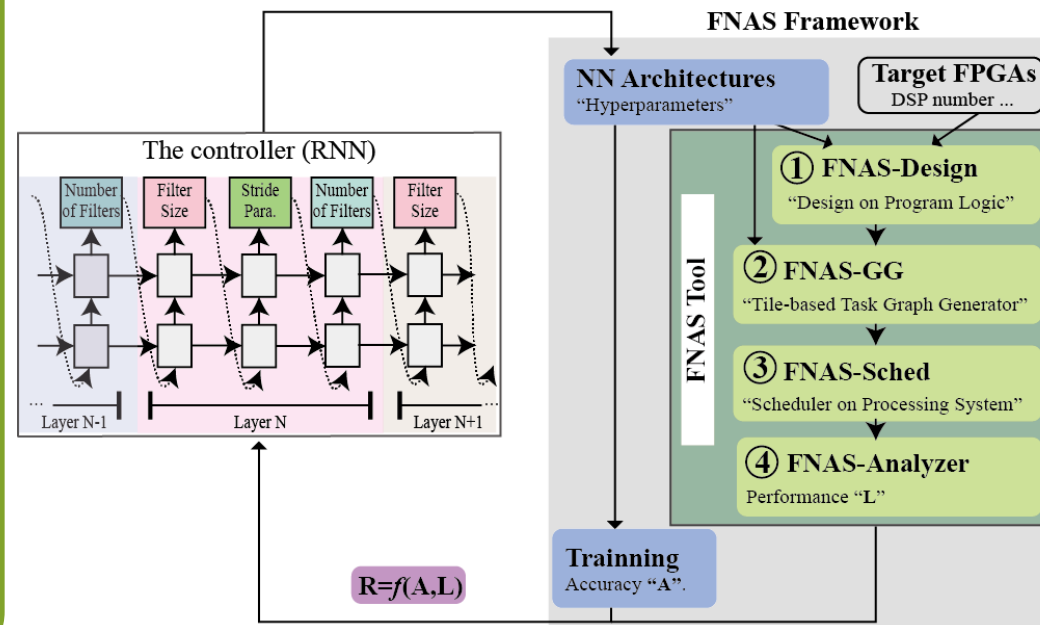 FNAS Framework
NN Architectures
“Hyperparameters”
Target FPGAs
DSP number ...
The controller (RNN)
Number
of Filters
Filter
Size
Stride
Para.
Number
of Filters
Filter
Size
... 
Layer N-1
Layer N
...
Layer N+1
FNAS Tool
① FNAS-Design
“Design on Program Logic”
② FNAS-GG
“Tile-based Task Graph Generator”
③ FNAS-Sched
“Scheduler on Processing System”
④ FNAS-Analyzer
Performance “L”
Trainning
Accuracy “A”.
R=f(A,L)